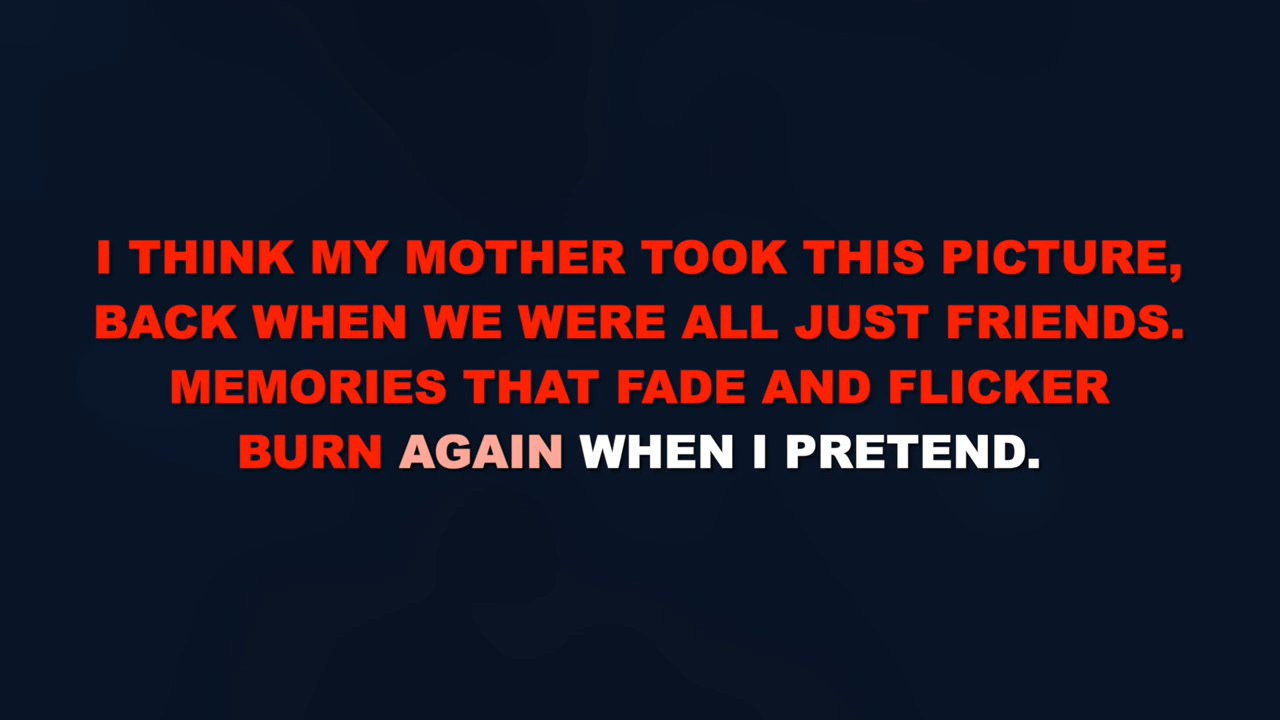 I THINK MY MOTHER TOOK THIS PICTURE,
BACK WHEN WE WERE ALL JUST FRIENDS.
MEMORIES THAT FADE AND FLICKER
BURN AGAIN WHEN I PRETEND.